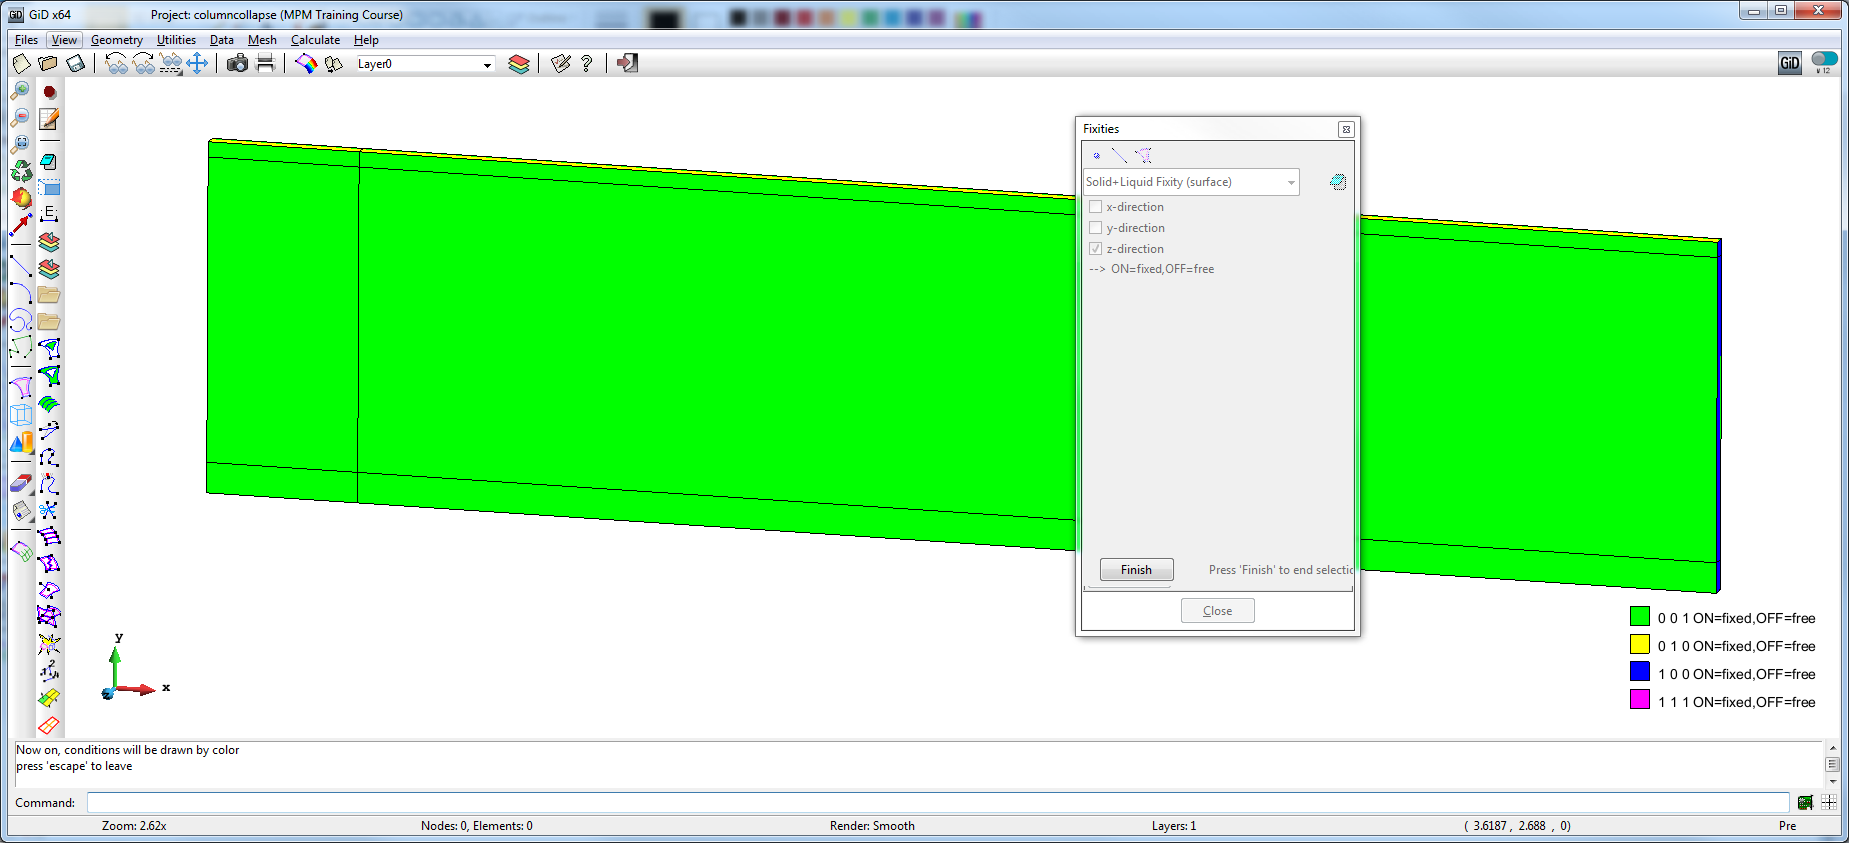 GiD x64 Project: columncollapse (MPM Training Course)
Files View Geometry Utilities Data Mesh Calculate Help
Layer0
GiD
v 12
Fixities
Solid+Liquid Fixity (surface)
x-direction
y-direction
z-direction
--> ON=fixed,OFF=free
Finish Press 'Finish' to end selectio
Close
0 0 1 ON=fixed,OFF=free
0 1 0 ON=fixed,OFF=free
1 0 0 ON=fixed,OFF=free
1 1 1 ON=fixed,OFF=free
y
x
Now on, conditions will be drawn by color
press 'escape' to leave
Command:
Zoom: 2.62x Nodes: 0, Elements: 0 Render: Smooth Layers: 1 ( 3.6187 , 2.688 , 0) Pre